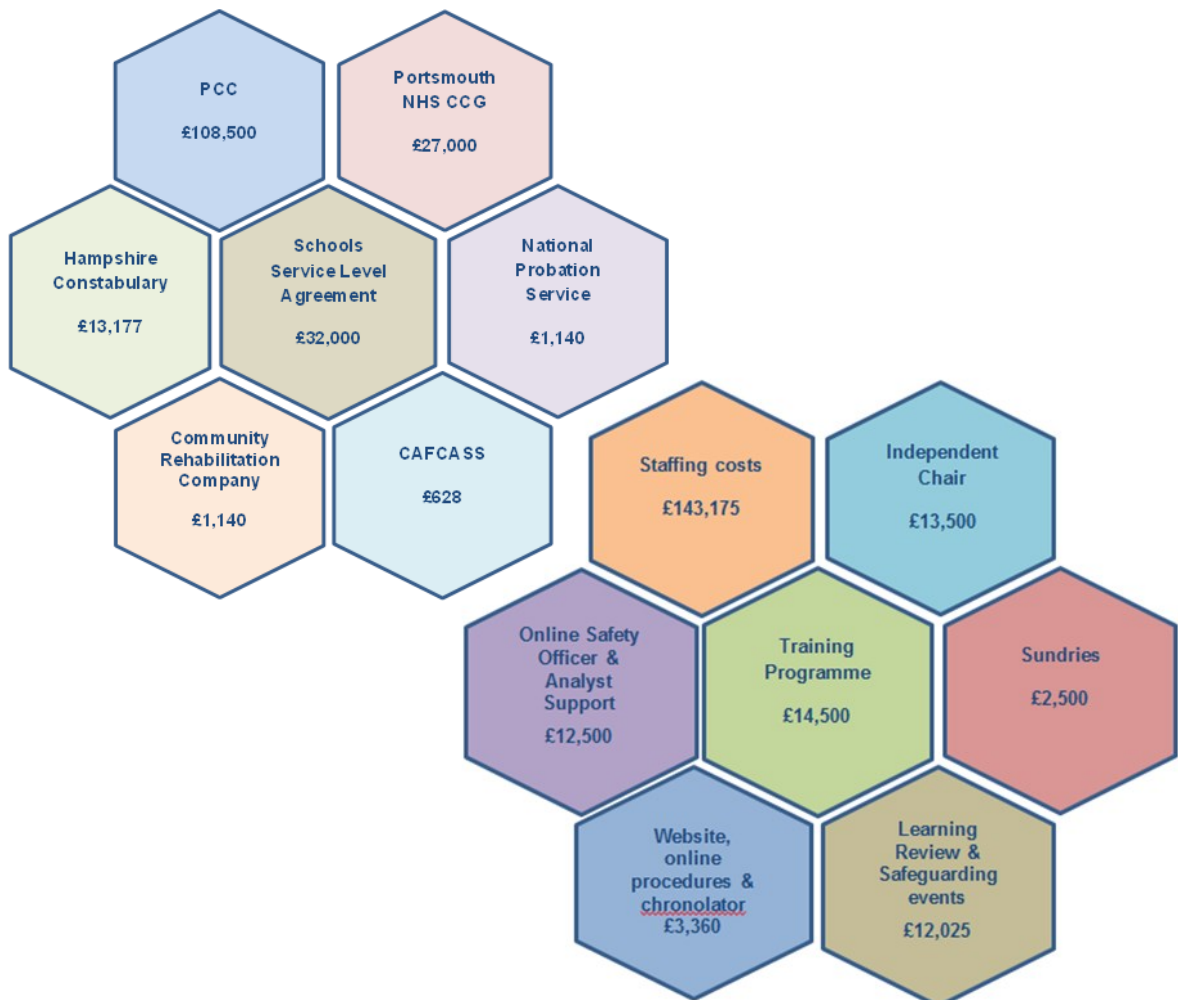 PCC
£108,500
Portsmouth
NHS CCG
£27,000
Hampshire
Constabulary
£13,177
Schools
Service Level
Agreement
£32,000
National
Probation
Service
£1,140
Community
Rehabilitation
Company
£1,140
CAFCASS
£628
Staffing costs
£143,175
Independent
Chair
£13,500
Online Safety
Officer &
Analyst
Support
£12,500
Training
Programme
£14,500
Sundries
£2,500
Website,
online
procedures &
chronolator
£3,360
Learning
Review &
Safeguarding
events
£12,025